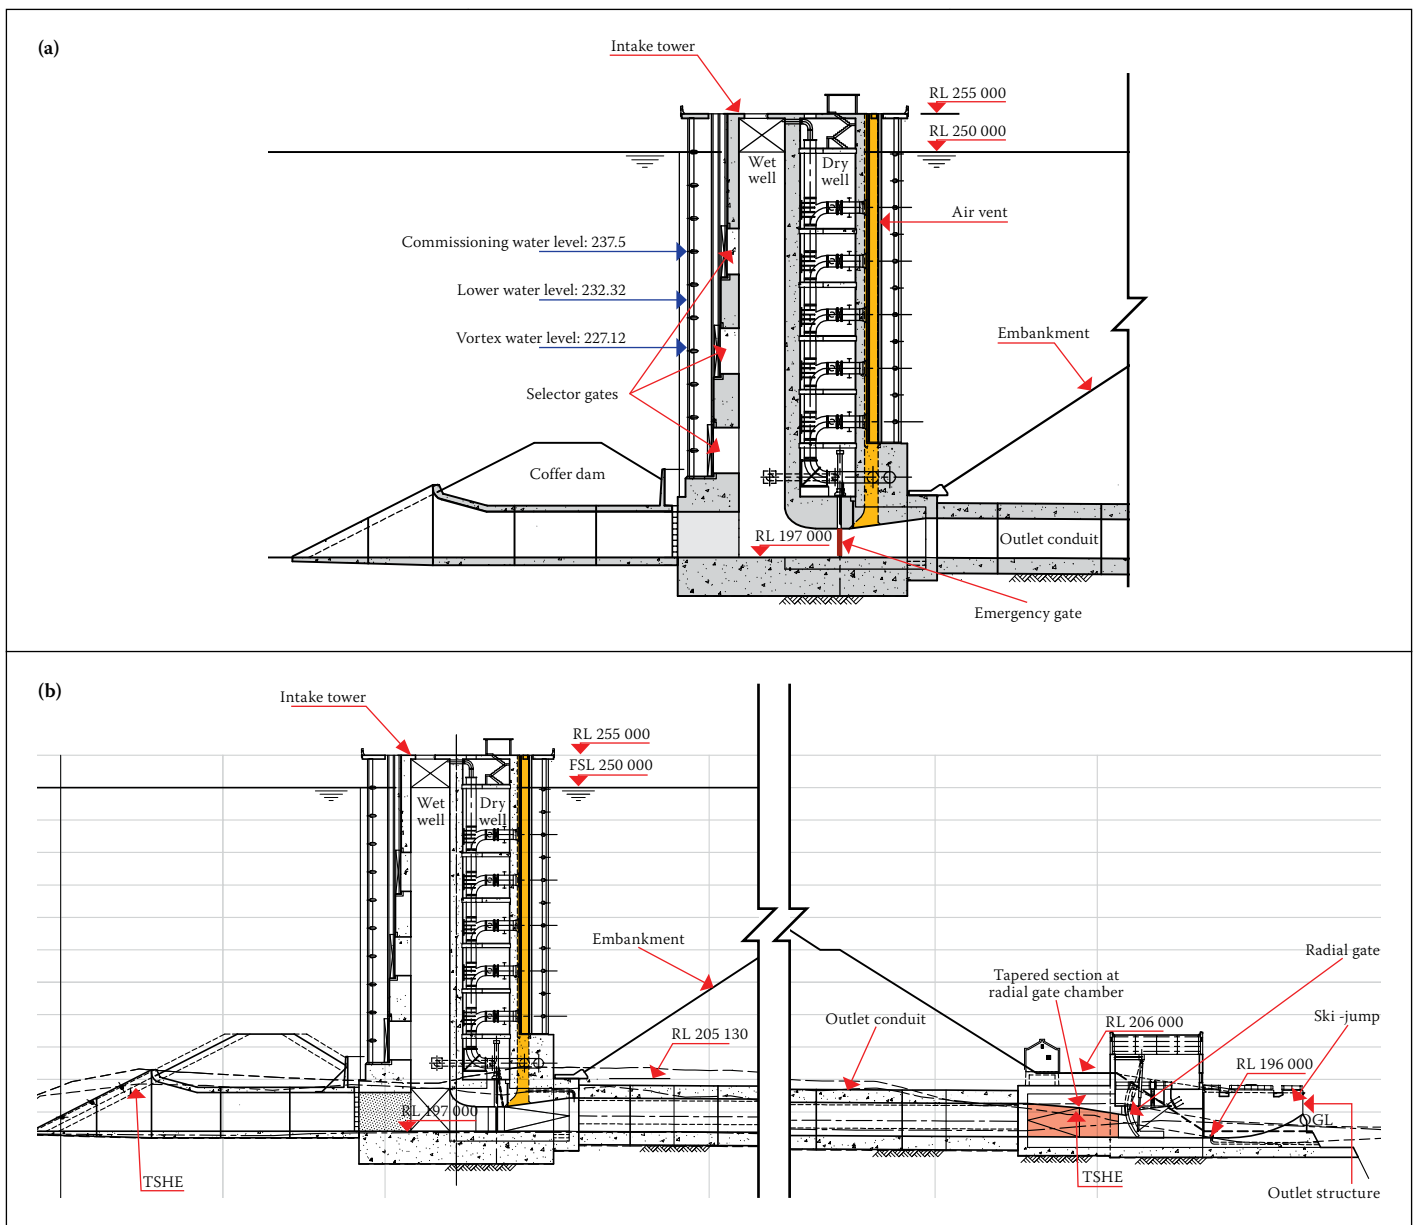 (a)
Intake tower
RL 255 000
RL 250 000
Wet
well
Dry
well
Air vent
Commissioning water level: 237.5
Lower water level: 232.32
Vortex water level: 227.12
Embankment
Selector gates
Coffer dam
RL 197 000
Outlet conduit
Emergency gate
(b)
Intake tower
RL 255 000
FSL 250 000
Wet
well
Dry
well
Embankment
Radial gate
Tapered section at
radial gate chamber
Outlet conduit
RL 205 130
RL 206 000
Ski -jump
RL 196 000
RL 197 000
OGL
TSHE
TSHE
Outlet structure